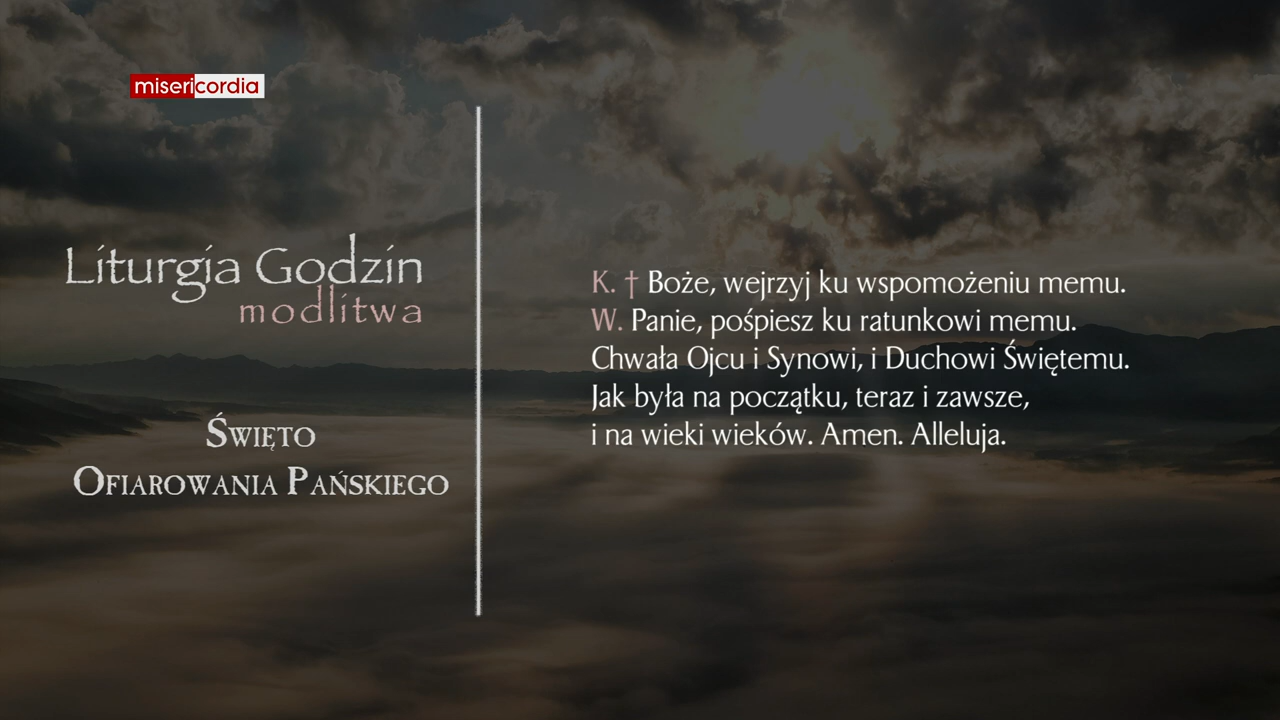 misericordia
Liturgia Godzin
modlitwa
Święto
Ofiarowania Pańskiego
K. † Boże, wejrzyj ku wspomożeniu memu.
W. Panie, pośpiesz ku ratunkowi memu.
Chwała Ojcu i Synowi, i Duchowi Świętemu.
Jak była na początku, teraz i zawsze,
i na wieki wieków. Amen. Alleluja.